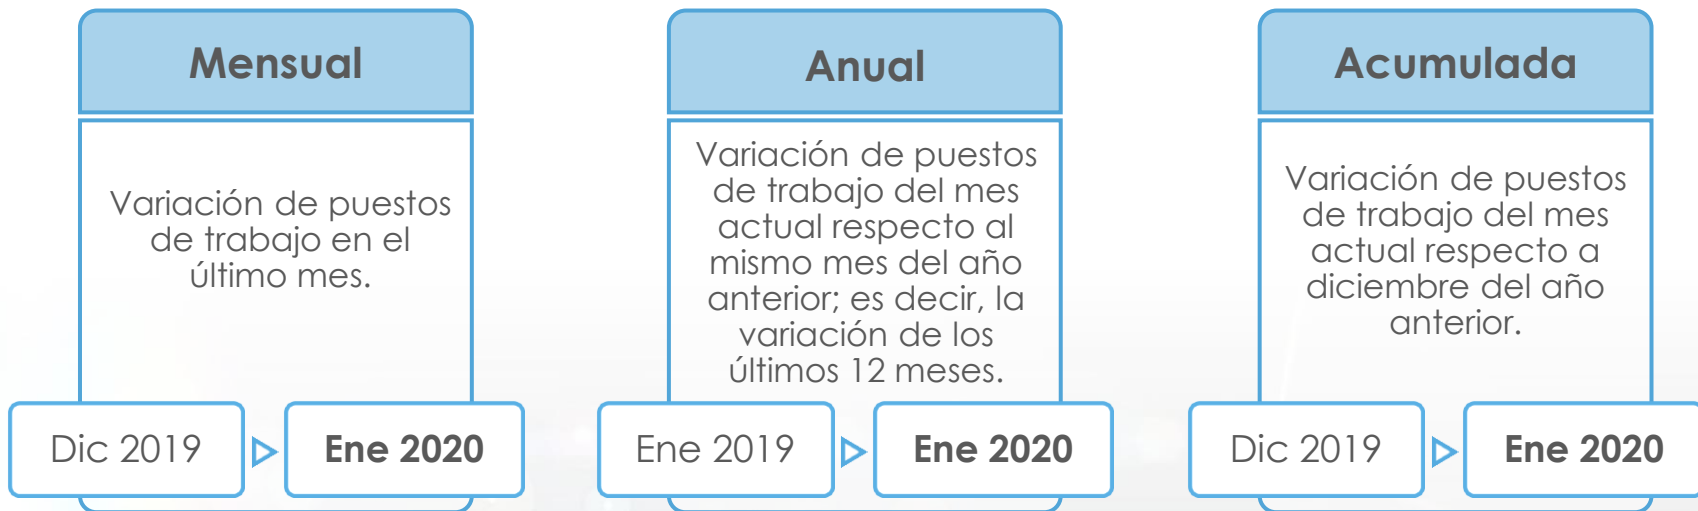 Mensual
Variación de puestos
de trabajo en el
último mes.
Dic 2019
Ene 2020
Anual
Variación de puestos
de trabajo del mes
actual respecto al
mismo mes del año
anterior; es decir, la
variación de los
últimos 12 meses.
Ene 2019
Ene 2020
Acumulada
Variación de puestos
de trabajo del mes
actual respecto a
diciembre del año
anterior.
Dic 2019
Ene 2020